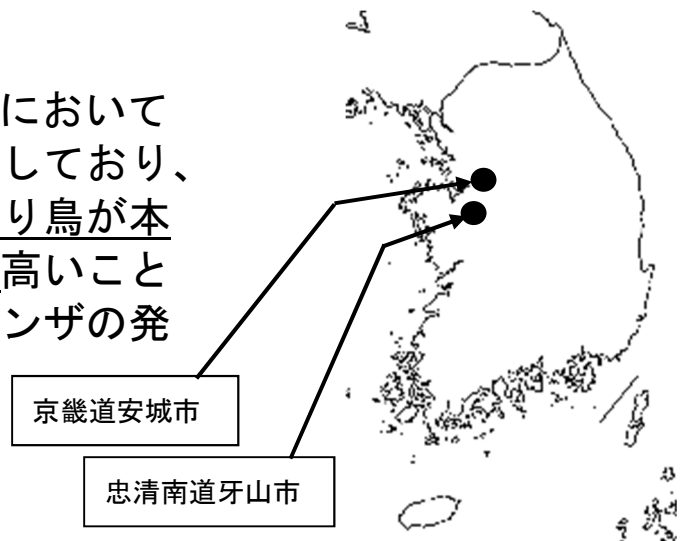 において
しており、
り鳥が本
高いこと
ンザの発
京畿道安城市
忠清南道牙山市